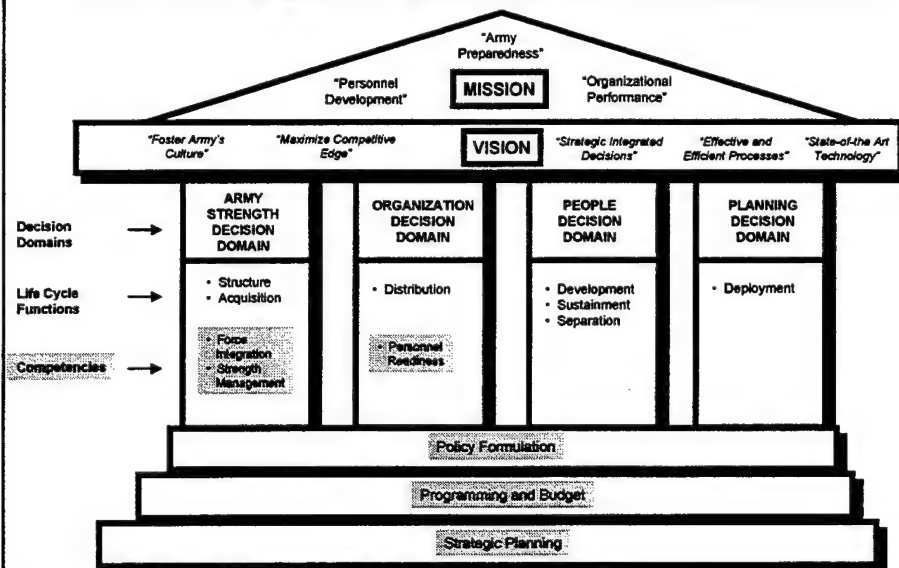 "Army
Preparedness"
"Personnel
Development"
MISSION
"Organizational
Performance"
"Foster Army's
Culture"
"Maximize Competitive
Edge"
VISION
"Strategic Integrated
Decisions"
"Effective and
Efficient Processes"
"State-of-the Art
Technology"
Decision
Domains
ARMY
STRENGTH
DECISION
DOMAIN
ORGANIZATION
DECISION
DOMAIN
PEOPLE
DECISION
DOMAIN
PLANNING
DECISION
DOMAIN
Life Cycle
Functions
• Structure
• Acquisition
• Distribution
• Development
• Sustainment
• Separation
• Deployment
Competencies
• Force
Integration
• Strength
Management
• Personnel
Readiness
Policy Formulation
Programming and Budget
Strategic Planning